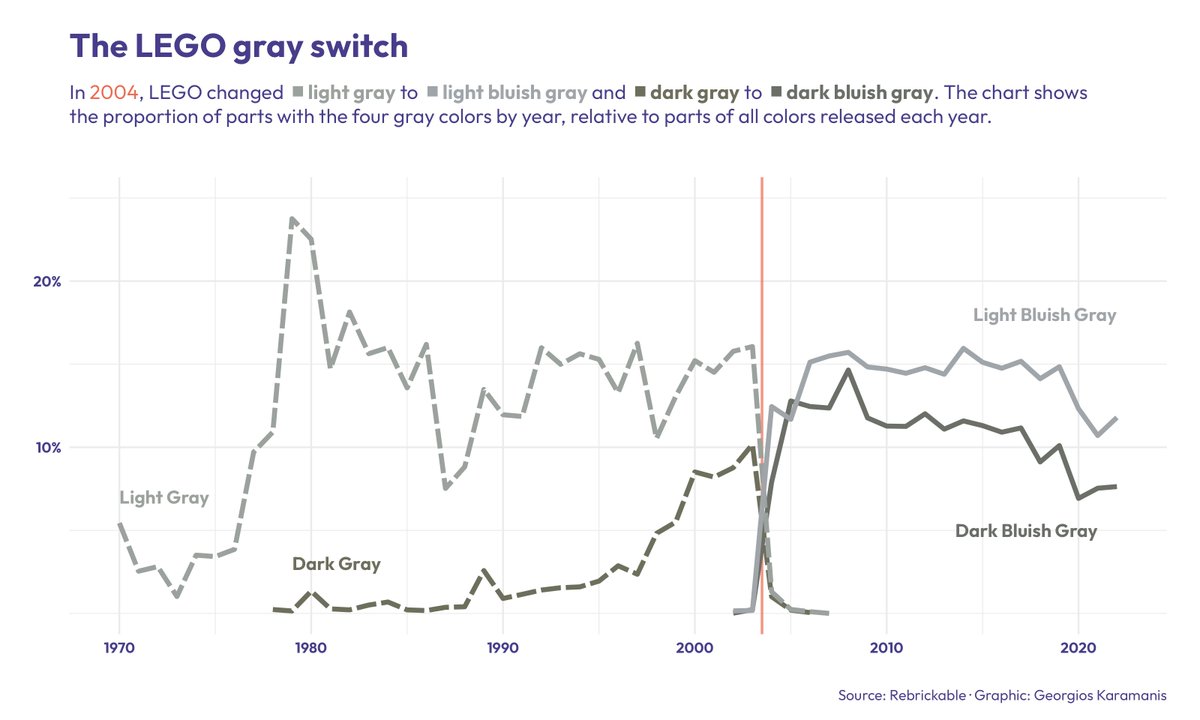 The LEGO gray switch
In 2004, LEGO changed light gray to light bluish gray and dark gray to dark bluish gray. The chart shows
the proportion of parts with the four gray colors by year, relative to parts of all colors released each year.
20%
Light Bluish Gray
10%
Light Gray
Dark Bluish Gray
Dark Gray
1970 1980 1990 2000 2010 2020
Source: Rebrickable · Graphic: Georgios Karamanis